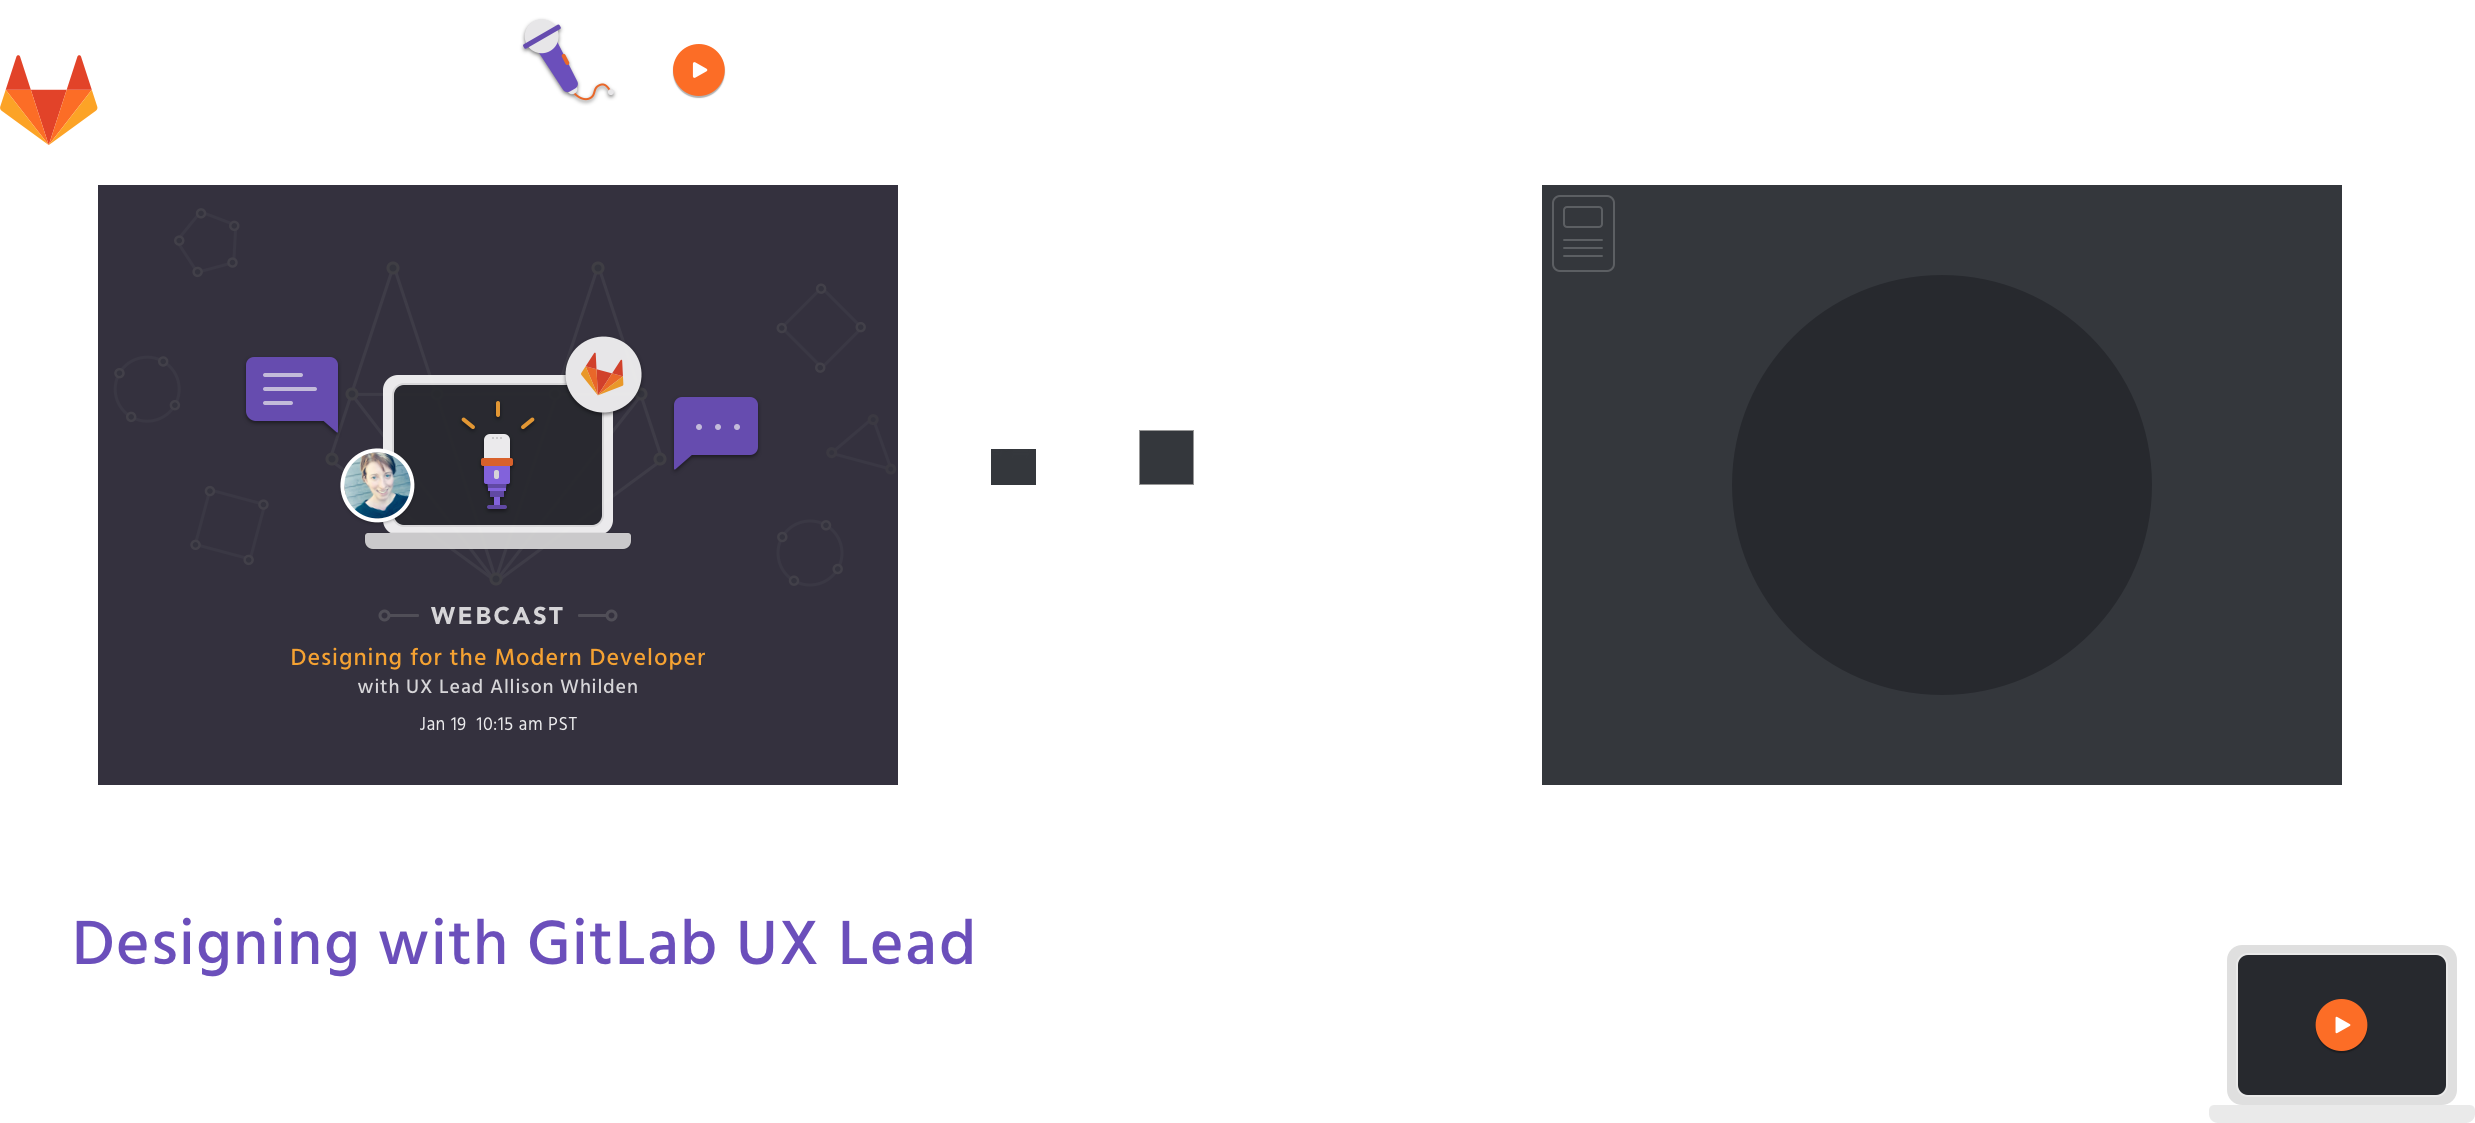 WEBCAST
Designing for the Modern Developer
with UX Lead Allison Whilden
Jan 19 10:15 am PST
Designing with GitLab UX Lead